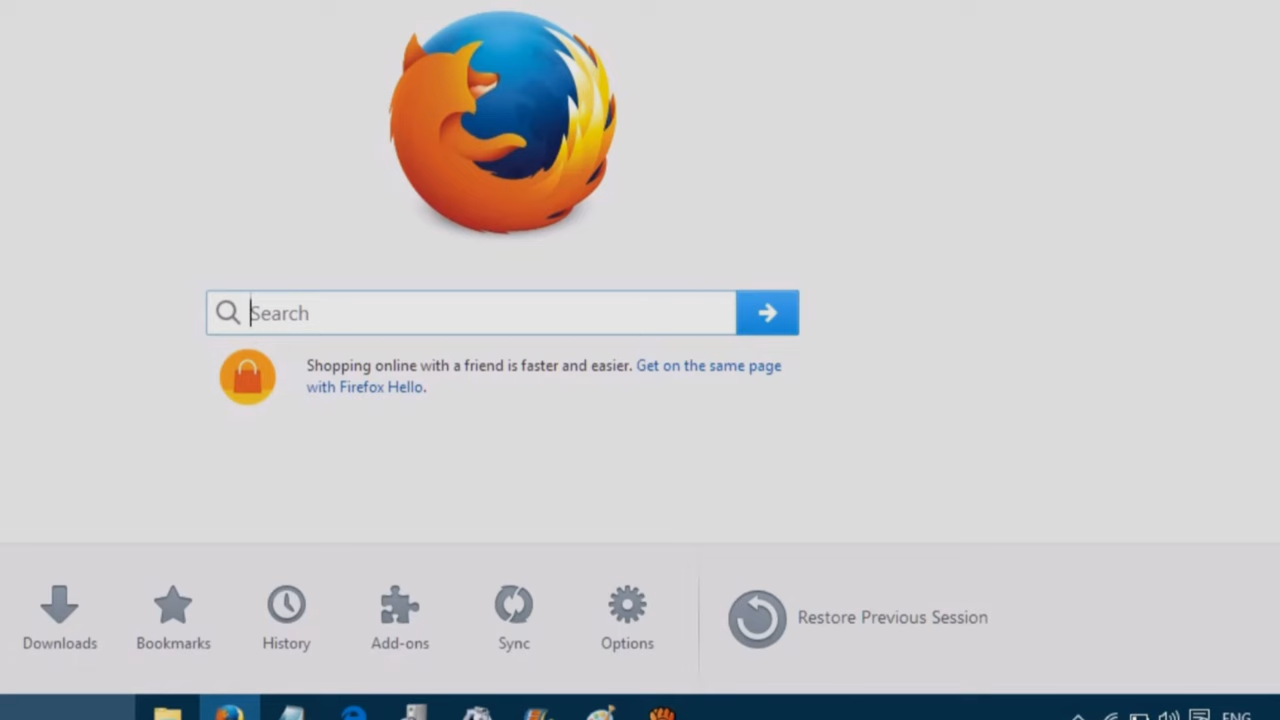 Search
Shopping online with a friend is faster and easier. Get on the same page
with Firefox Hello.
Downloads
Bookmarks
History
Add-ons
Sync
Options
Restore Previous Session
ENG